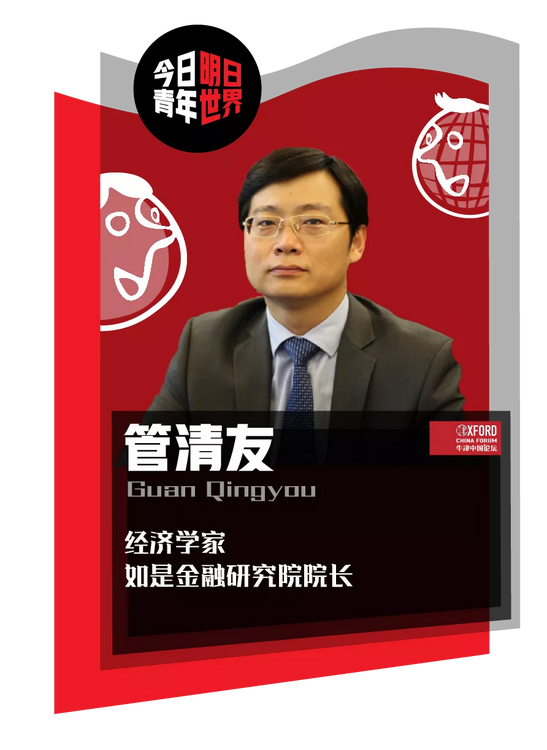 今日明日
青年世界
管清友
Guan Qingyou
OXFORD
CHINA FORUM
牛津中国论坛
经济学家
如是金融研究院院长